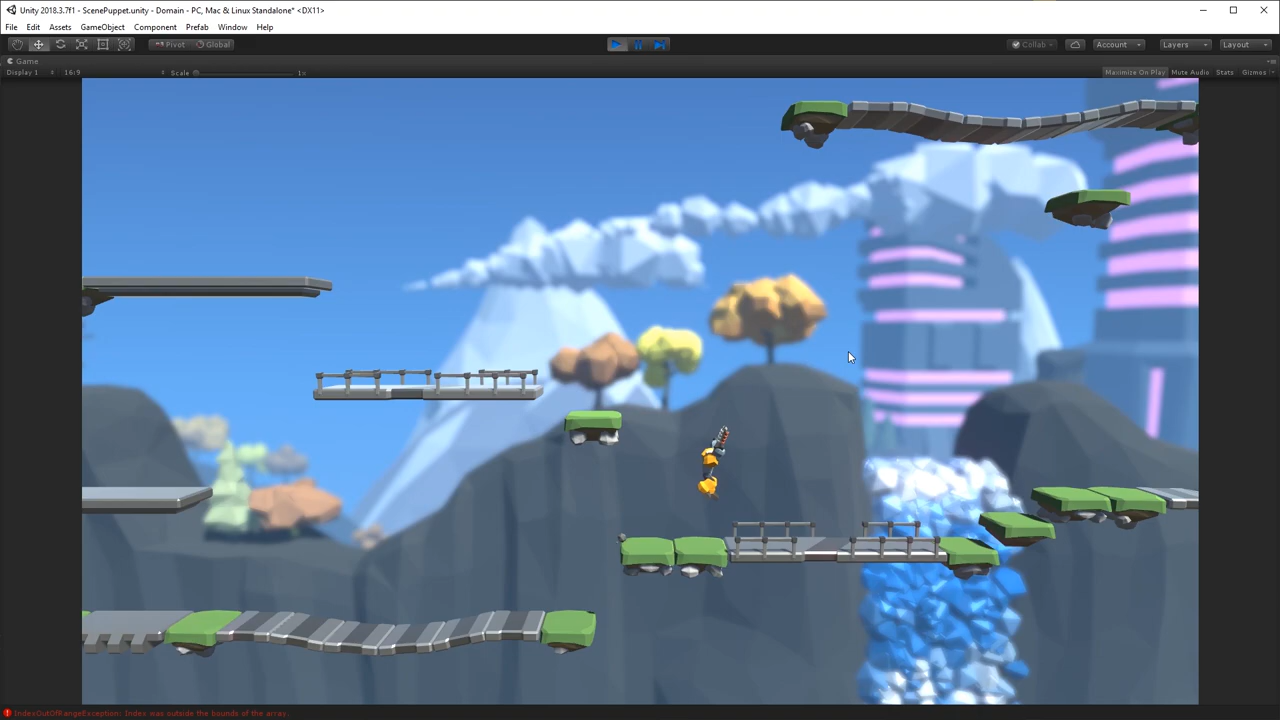 Unity 2018.3.7f1 - ScenePuppet.unity - Domain - PC, Mac & Linux Standalone* <DX11>
File Edit Assets GameObject Component Prefab Window Help
Pivot Global Collab Account Layers Layout
Game
Display 1 16:9 Scale 1x Maximize On Play Mute Audio Stats Gizmos
IndexOutOfRangeException: Index was outside the bounds of the array.